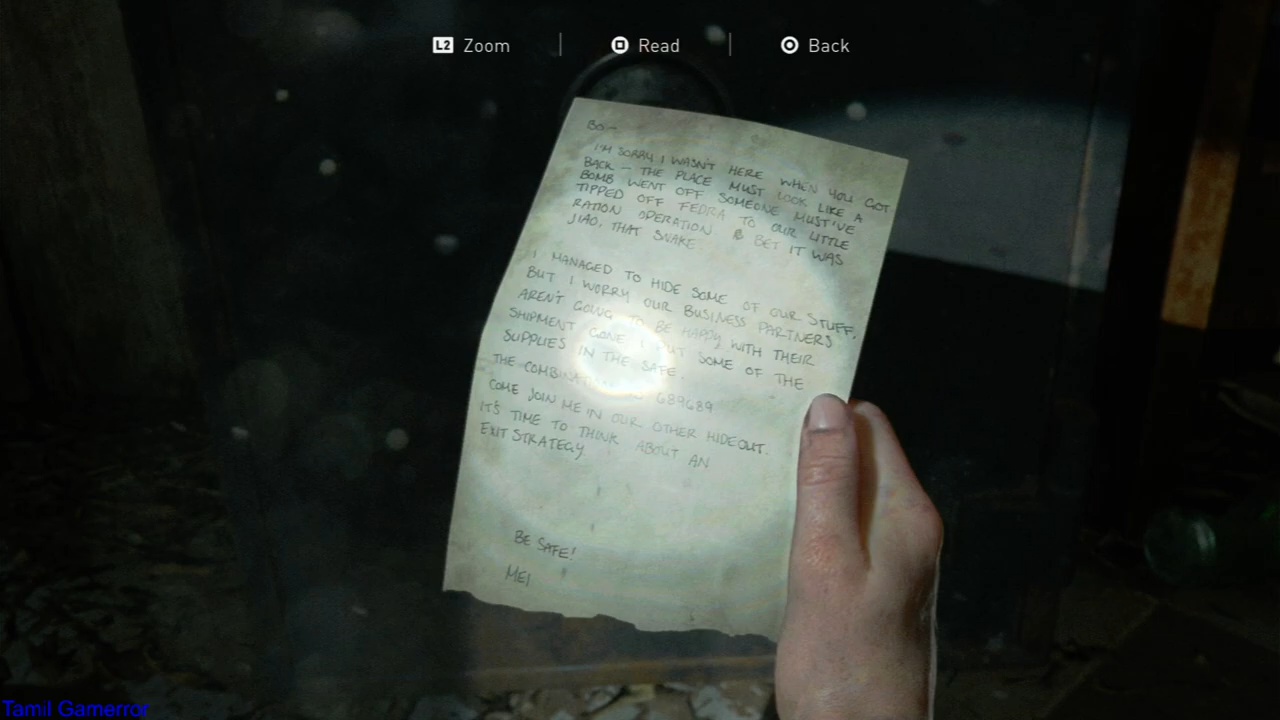 L2 Zoom | Read | Back
BO-
I'M SORRY I WASN'T HERE WHEN YOU GOT
BACK - THE PLACE MUST LOOK LIKE A
BOMB WENT OFF SOMEONE MUST'VE
TIPPED OFF FEDRA TO OUR LITTLE
RATION OPERATION BET IT WAS
JIAO, THAT SNAKE
I MANAGED TO HIDE SOME OF OUR STUFF,
BUT I WORRY OUR BUSINESS PARTNERS
AREN'T GOING TO BE HAPPY WITH THEIR
SHIPMENT GONE I PUT SOME OF THE
SUPPLIES IN THE SAFE.
THE 689689
COME JOIN ME IN OUR OTHER HIDEOUT.
IT'S TIME TO THINK ABOUT AN
EXIT STRATEGY.
BE SAFE!
MEI
Tamil Gamerror